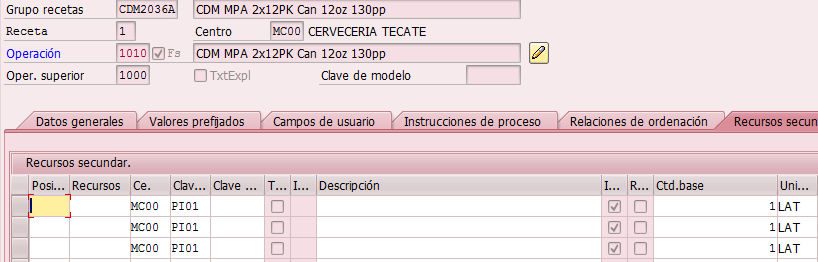 Grupo recetas CDM2036A CDM MPA 2x12PK Can 12oz 130pp
Receta 1 Centro MC00 CERVECERIA TECATE
Operación 1010 Fs CDM MPA 2x12PK Can 12oz 130pp
Oper. superior 1000 TxtExpl Clave de modelo
Datos generales Valores prefijados Campos de usuario Instrucciones de proceso Relaciones de ordenación Recursos secun
Recursos secundar.
Posi... Recursos Ce. Clav... Clave ... T... I... Descripción I... R... Ctd.base Uni...
MC00 PI01 1 LAT
MC00 PI01 1 LAT
MC00 PI01 1 LAT